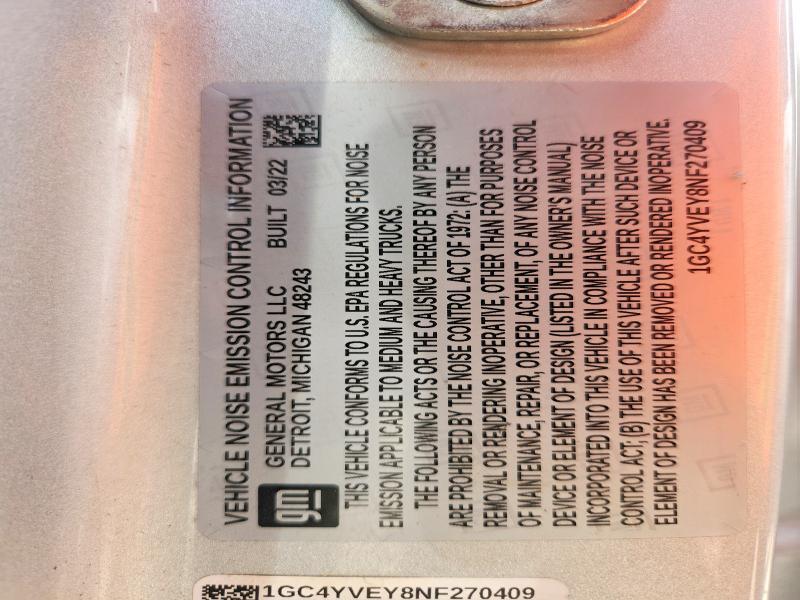 VEHICLE NOISE EMISSION CONTROL INFORMATION
gm
GENERAL MOTORS LLC BUILT 03/22
DETROIT, MICHIGAN 48243
THIS VEHICLE CONFORMS TO U.S. EPA REGULATIONS FOR NOISE
EMISSION APPLICABLE TO MEDIUM AND HEAVY TRUCKS.
THE FOLLOWING ACTS OR THE CAUSING THEREOF BY ANY PERSON
ARE PROHIBITED BY THE NOISE CONTROL ACT OF 1972: (A) THE
REMOVAL OR RENDERING INOPERATIVE, OTHER THAN FOR PURPOSES
OF MAINTENANCE, REPAIR, OR REPLACEMENT, OF ANY NOISE CONTROL
DEVICE OR ELEMENT OF DESIGN (LISTED IN THE OWNER'S MANUAL)
INCORPORATED INTO THIS VEHICLE IN COMPLIANCE WITH THE NOISE
CONTROL ACT, (B) THE USE OF THIS VEHICLE AFTER SUCH DEVICE OR
ELEMENT OF DESIGN HAS BEEN REMOVED OR RENDERED INOPERATIVE.
1GC4YVEY8NF270409
1GC4YVEY8NF270409